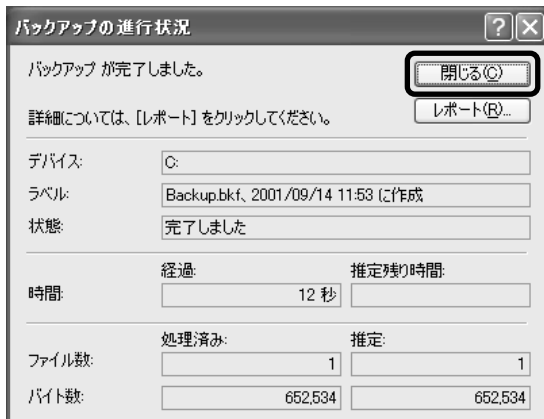 バックアップの進行状況
バックアップ が完了しました。
閉じる(C)
詳細については、[レポート] をクリックしてください。
レポート(R)...
デバイス: C:
ラベル: Backup.bkf、2001/09/14 11:53 に作成
状態: 完了しました
経過: 推定残り時間:
時間: 12 秒
処理済み: 推定:
ファイル数: 1 1
バイト数: 652,534 652,534